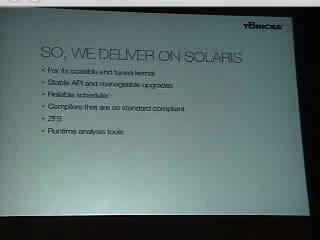 TBRICKS
SO, WE DELIVER ON SOLARIS
• For its scalable and tuned kernel
• Stable API and manageable upgrades
• Reliable scheduler
• Compilers that are so standard compliant
• ZFS
• Runtime analysis tools